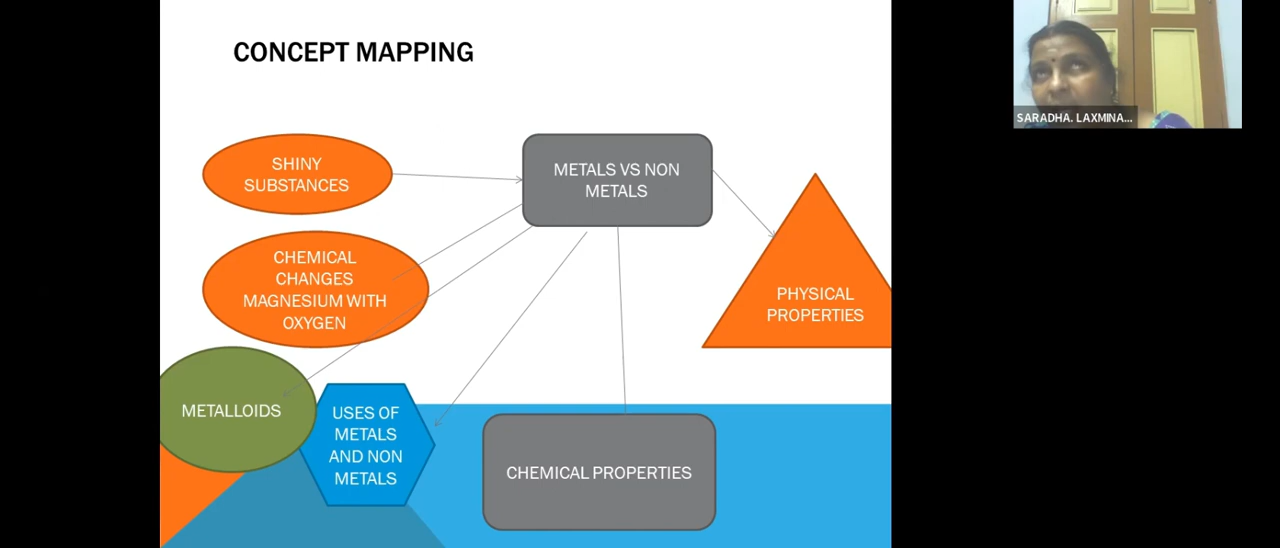 CONCEPT MAPPING
SARADHA. LAXMINA...
SHINY
SUBSTANCES
METALS VS NON
METALS
CHEMICAL
CHANGES
MAGNESIUM WITH
OXYGEN
PHYSICAL
PROPERTIES
METALLOIDS
USES OF
METALS
AND NON
METALS
CHEMICAL PROPERTIES